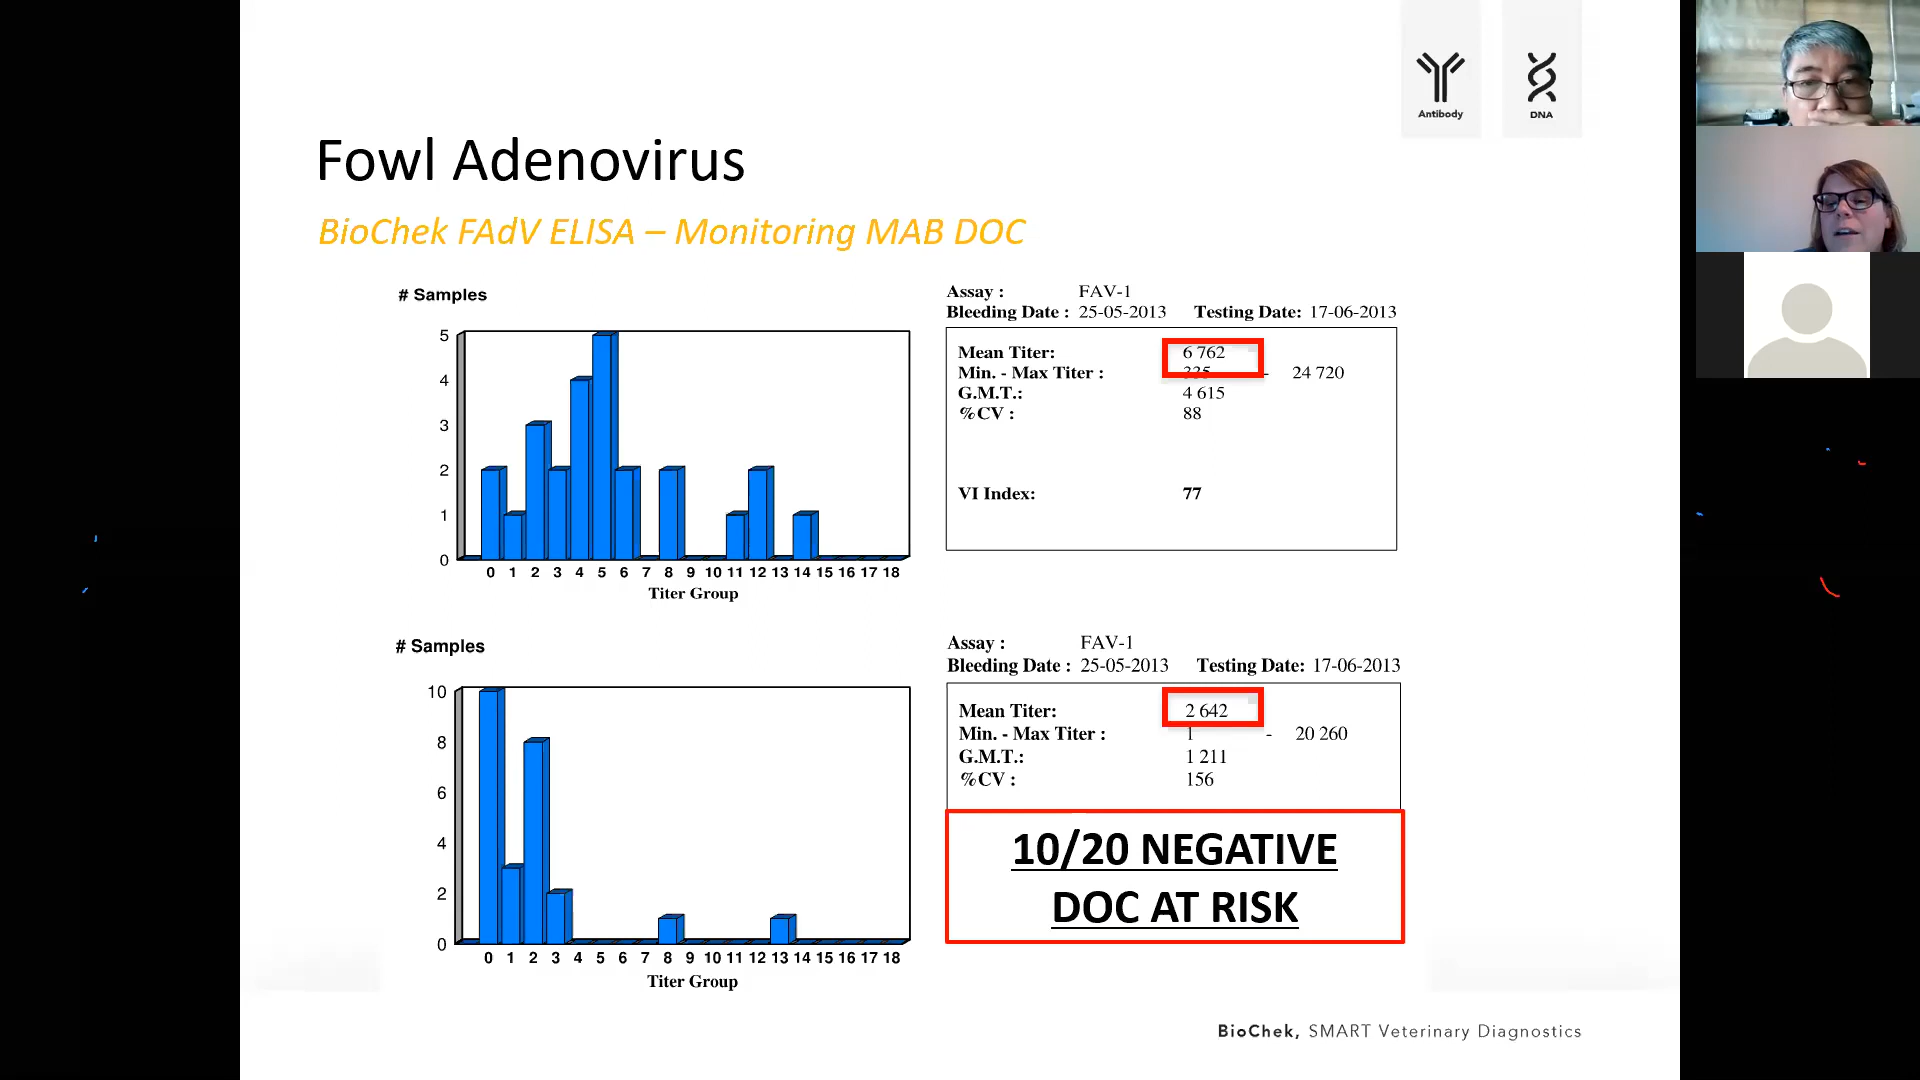 Antibody
DNA
Fowl Adenovirus
BioChek FAdV ELISA – Monitoring MAB DOC
# Samples
5
4
3
2
1
0
0 1 2 3 4 5 6 7 8 9 10 11 12 13 14 15 16 17 18
Titer Group
Assay : FAV-1
Bleeding Date : 25-05-2013 Testing Date: 17-06-2013
Mean Titer: 6 762
Min. - Max Titer : 335 - 24 720
G.M.T.: 4 615
%CV : 88
VI Index: 77
# Samples
10
8
6
4
2
0
0 1 2 3 4 5 6 7 8 9 10 11 12 13 14 15 16 17 18
Titer Group
Assay : FAV-1
Bleeding Date : 25-05-2013 Testing Date: 17-06-2013
Mean Titer: 2 642
Min. - Max Titer : 1 - 20 260
G.M.T.: 1 211
%CV : 156
10/20 NEGATIVE
DOC AT RISK
BioChek, SMART Veterinary Diagnostics